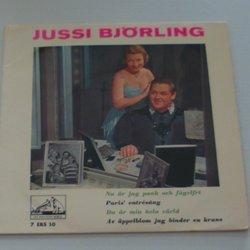 JUSSI BJÖRLING
Nu är jag pank och fågelfri
Paris' entrésång
Du är min hela värld
Av äppelblom jag binder en krans
7 EBS 10